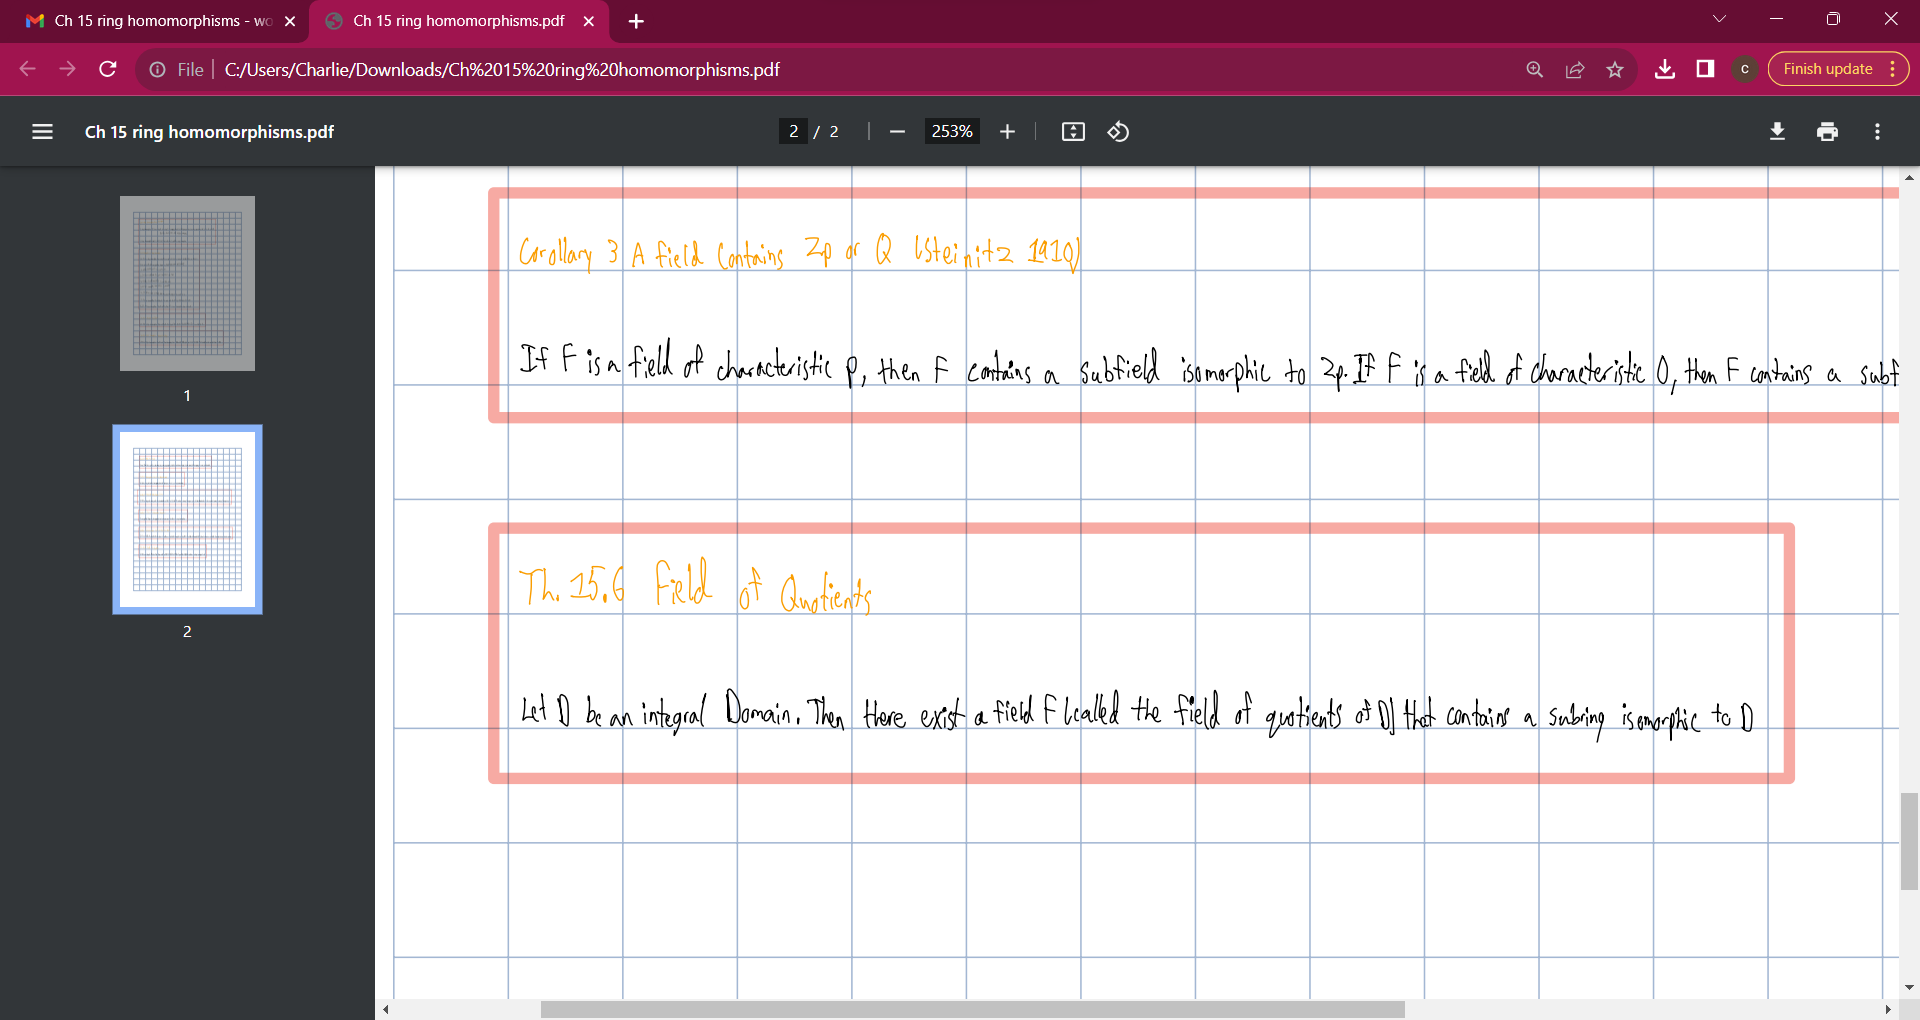 Ch 15 ring homomorphisms - wo
Ch 15 ring homomorphisms.pdf
File
C:/Users/Charlie/Downloads/Ch%2015%20ring%20homomorphisms.pdf
C
Finish update
Ch 15 ring homomorphisms.pdf
2 / 2
253%
1
2
Corollary 3 A field Contains Zp or Q (Steinitz 1910)
If F is a field of characteristic p, then F contains a subfield isomorphic to Zp. If F is a field of characteristic 0, then F contains a subf
Th. 15.6 Field of Quotients
Let D be an integral Domain. Then there exist a field F (called the field of quotients of D) that contains a subring isomorphic to D